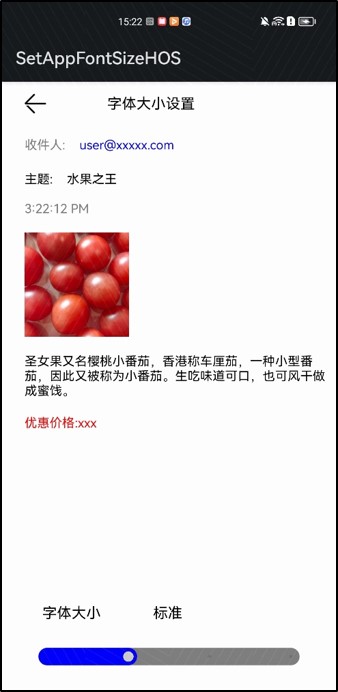 15:22
SetAppFontSizeHOS
字体大小设置
收件人: user@xxxxx.com
主题: 水果之王
3:22:12 PM
圣女果又名樱桃小番茄，香港称车厘茄，一种小型番
茄，因此又被称为小番茄。生吃味道可口，也可风干做
成蜜饯。
优惠价格:xxx
字体大小 标准